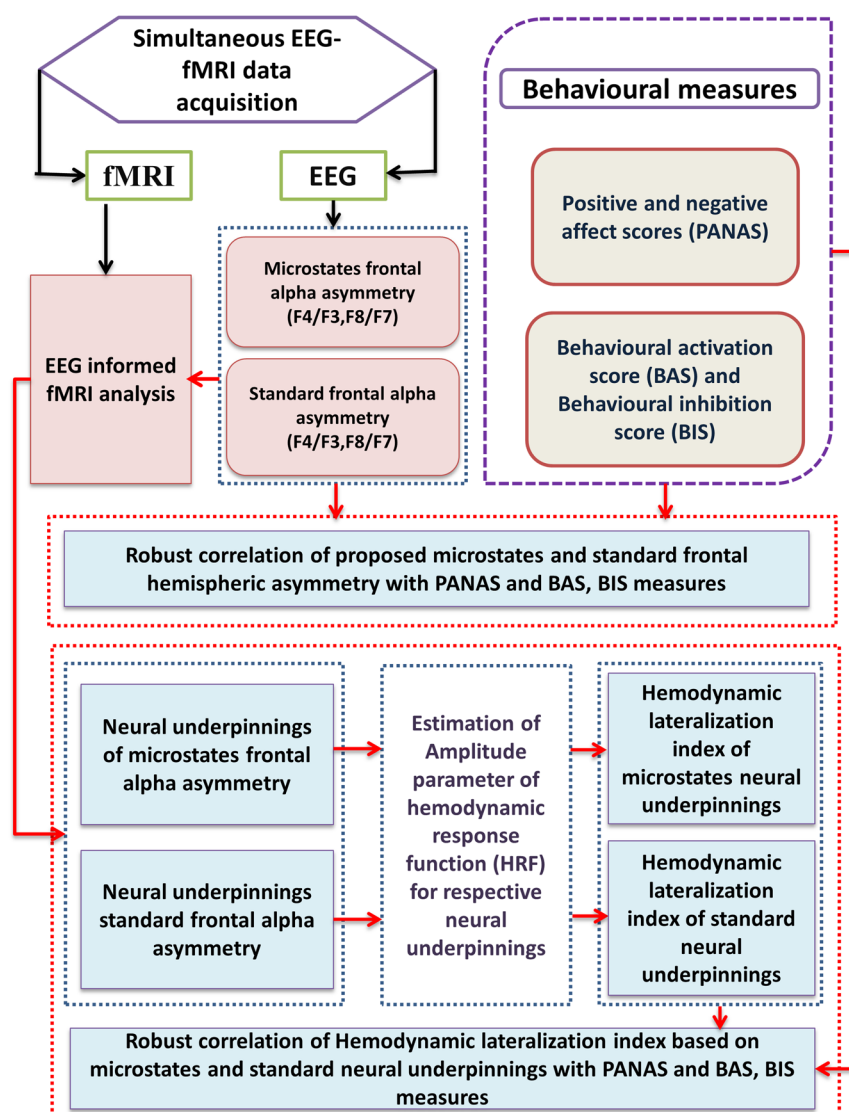 Simultaneous EEG-
fMRI data
acquisition
Behavioural measures
fMRI
EEG
Positive and negative
affect scores (PANAS)
Microstates frontal
alpha asymmetry
(F4/F3,F8/F7)
EEG informed
fMRI analysis
Standard frontal alpha
asymmetry
(F4/F3,F8/F7)
Behavioural activation
score (BAS) and
Behavioural inhibition
score (BIS)
Robust correlation of proposed microstates and standard frontal
hemispheric asymmetry with PANAS and BAS, BIS measures
Neural underpinnings
of microstates frontal
alpha asymmetry
Neural underpinnings
standard frontal alpha
asymmetry
Estimation of
Amplitude
parameter of
hemodynamic
response
function (HRF)
for respective
neural
underpinnings
Hemodynamic
lateralization
index of
microstates neural
underpinnings
Hemodynamic
lateralization
index of standard
neural
underpinnings
Robust correlation of Hemodynamic lateralization index based on
microstates and standard neural underpinnings with PANAS and BAS, BIS
measures